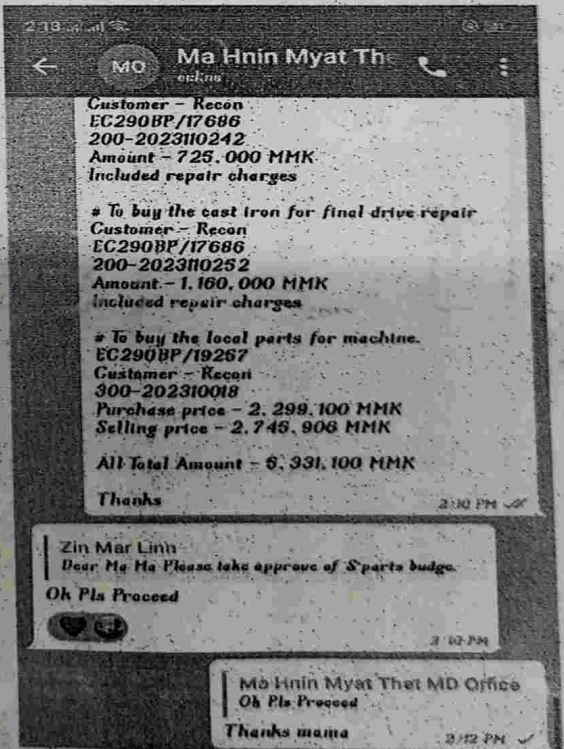 2:19
MO
Ma Hnin Myat Th
Customer - Recon
EC290BP/17686
200-2023110242
Amount - 725,000 MMK
Included repair charges
# To buy the cast iron for final drive repair
Customer - Recon
EC290BP/17686
200-2023110252
Amount - 1,160,000 MMK
Included repair charges
# To buy the local parts for machine.
EC290BP/19267
Customer - Recon
300-202310018
Purchase price - 2,299,100 MMK
Selling price - 2,745,906 MMK
All Total Amount - 6,331,100 MMK
Thanks
2:10 PM
Zin Mar Linn
Dear Ma Ma Please take approve of S'parts budge.
Ok Pls Proceed
2:10 PM
Ma Hnin Myat Thet MD Office
Ok Pls Proceed
Thanks mama
2:12 PM